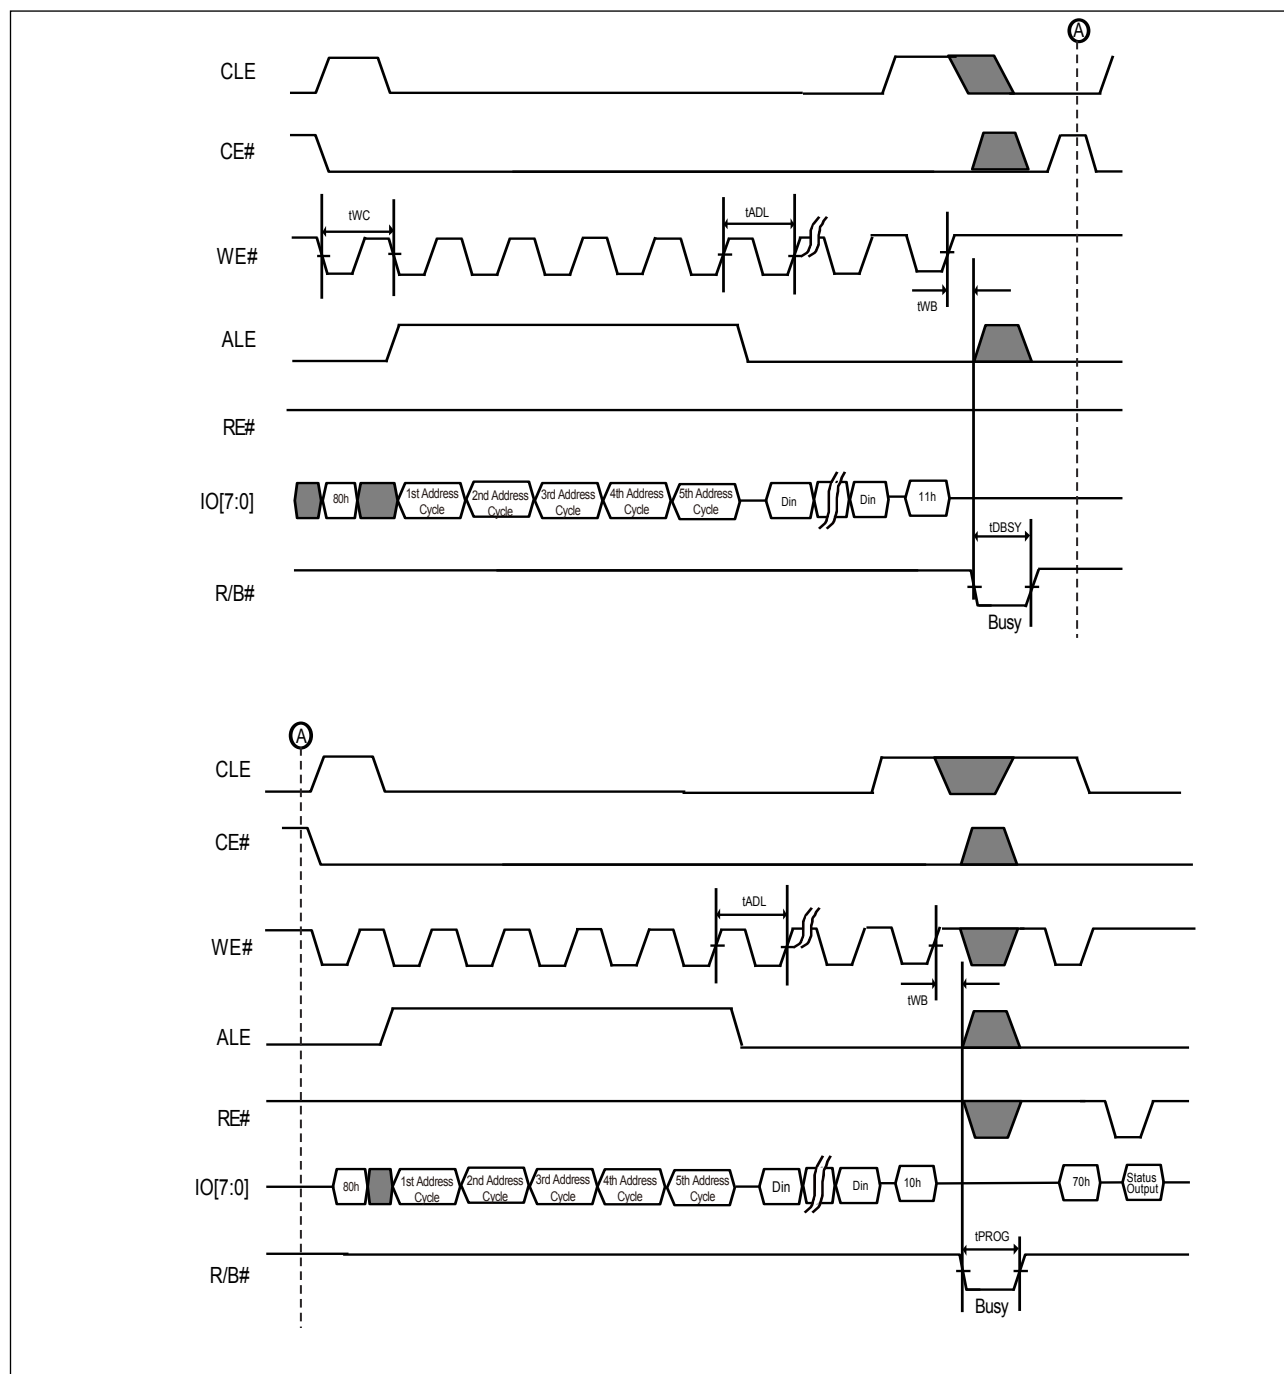 A
CLE
CE#
tWC
tADL
WE#
tWB
ALE
RE#
IO[7:0]
80h
1st Address
Cycle
2nd Address
Cycle
3rd Address
Cycle
4th Address
Cycle
5th Address
Cycle
Din
Din
11h
tDBSY
R/B#
Busy
A
CLE
CE#
tADL
WE#
tWB
ALE
RE#
IO[7:0]
80h
1st Address
Cycle
2nd Address
Cycle
3rd Address
Cycle
4th Address
Cycle
5th Address
Cycle
Din
Din
10h
70h
Status
Output
tPROG
R/B#
Busy